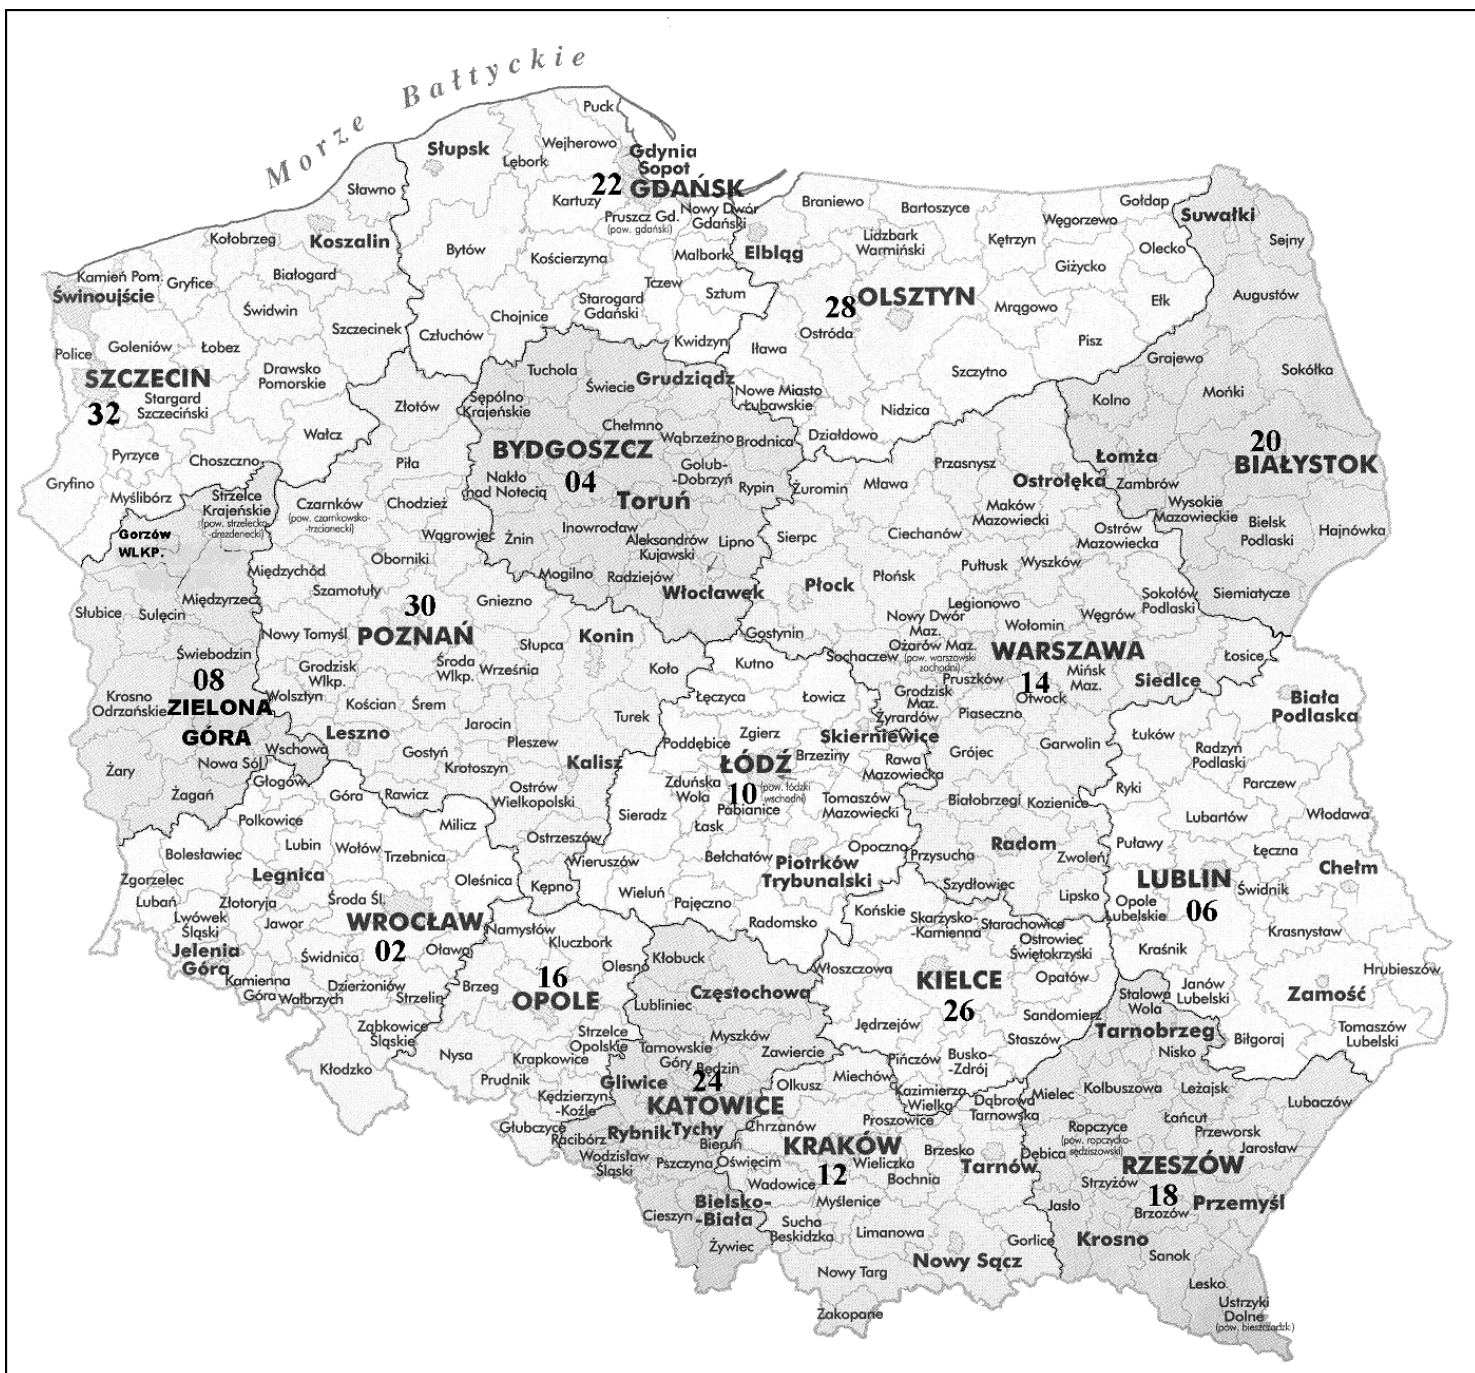 Morze Bałtyckie
Puck
Słupsk
Wejherowo
Lębork
Gdynia
Sopot
22 GDAŃSK
Sławno
Kartuzy
Pruszcz Gd.
(pow. gdański)
Nowy Dwór
Gdański
Koszalin
Kołobrzeg
Bytów
Kościerzyna
Malbork
Kamień Pom.
Świnoujście
Gryfice
Białogard
Świdwin
Tczew
Sztum
Starogard
Gdański
Chojnice
Człuchów
Szczecinek
Kwidzyn
Police
Goleniów
Łobez
Drawsko
Pomorskie
SZCZECIN
32
Stargard
Szczeciński
Wałcz
Pyrzyce
Choszczno
Gryfino
Myślibórz
Braniewo
Bartoszyce
Gołdap
Węgorzewo
Elbląg
Lidzbark
Warmiński
Kętrzyn
Olecko
Giżycko
28 OLSZTYN
Mrągowo
Ełk
Ostróda
Iława
Pisz
Szczytno
Nowe Miasto
Lubawskie
Nidzica
Działdowo
Suwałki
Sejny
Augustów
Grajewo
Sokółka
Kolno
Mońki
20
BIAŁYSTOK
Łomża
Zambrów
Wysokie
Mazowieckie
Bielsk
Podlaski
Hajnówka
Siemiatycze
Tuchola
Świecie
Grudziądz
Sępólno
Krajeńskie
Chełmno
Wąbrzeźno
Brodnica
BYDGOSZCZ
04
Golub-
-Dobrzyń
Nakło
nad Notecią
Toruń
Rypin
Inowrocław
Żnin
Aleksandrów
Kujawski
Lipno
Mogilno
Radziejów
Włocławek
Złotów
Piła
Czarnków
(pow. czarnkowsko-
-trzcianecki)
Chodzież
Wągrowiec
Oborniki
Międzychód
Szamotuły
30
POZNAŃ
Gniezno
Nowy Tomyśl
Słupca
Konin
Grodzisk
Wlkp.
Środa
Wlkp.
Września
Koło
Wolsztyn
Kościan
Śrem
Turek
Leszno
Jarocin
Pleszew
Gostyń
Krotoszyn
Kalisz
Rawicz
Ostrów
Wielkopolski
Ostrzeszów
Kępno
Strzelce
Krajeńskie
(pow. strzelecko-
-drezdenecki)
Gorzów
WLKP.
Słubice
Sulęcin
Międzyrzecz
Świebodzin
08
ZIELONA
GÓRA
Krosno
Odrzańskie
Wschowa
Nowa Sól
Żary
Żagań
Przasnysz
Ostrołęka
Żuromin
Mława
Maków
Mazowiecki
Sierpc
Ciechanów
Ostrów
Mazowiecka
Płock
Płońsk
Pułtusk
Wyszków
Sokołów
Podlaski
Nowy Dwór
Maz.
Legionowo
Wołomin
Węgrów
Gostynin
Sochaczew
Ożarów Maz.
(pow. warszawski
zachodni)
WARSZAWA
14
Łosice
Pruszków
Mińsk
Maz.
Siedlce
Grodzisk
Maz.
Otwock
Żyrardów
Piaseczno
Grójec
Garwolin
Białobrzegi
Kozienice
Radom
Zwoleń
Przysucha
Szydłowiec
Lipsko
Kutno
Łęczyca
Łowicz
Skierniewice
Poddębice
Zgierz
Brzeziny
ŁÓDŹ
10
(pow. łódzki
wschodni)
Rawa
Mazowiecka
Zduńska
Wola
Pabianice
Tomaszów
Mazowiecki
Sieradz
Łask
Opoczno
Wieruszów
Bełchatów
Piotrków
Trybunalski
Wieluń
Pajęczno
Radomsko
Biała
Podlaska
Łuków
Radzyń
Podlaski
Ryki
Parczew
Lubartów
Włodawa
Puławy
Łęczna
LUBLIN
06
Świdnik
Chełm
Opole
Lubelskie
Krasnystaw
Kraśnik
Hrubieszów
Janów
Lubelski
Zamość
Biłgoraj
Tomaszów
Lubelski
Głogów
Góra
Polkowice
Milicz
Lubin
Wołów
Trzebnica
Bolesławiec
Zgorzelec
Legnica
Oleśnica
Lubań
Złotoryja
Środa Śl.
Lwówek
Śląski
Jawor
WROCŁAW
02
Jelenia
Góra
Oława
Świdnica
Kamienna
Góra
Wałbrzych
Dzierżoniów
Strzelin
Ząbkowice
Śląskie
Kłodzko
Namysłów
Kluczbork
Olesno
16
OPOLE
Brzeg
Strzelce
Opolskie
Nysa
Krapkowice
Prudnik
Kędzierzyn
-Koźle
Głubczyce
Kłobuck
Częstochowa
Lubliniec
Myszków
Tarnowskie
Góry
Zawiercie
Będzin
24
Gliwice
KATOWICE
Rybnik
Tychy
Racibórz
Bieruń
Wodzisław
Śląski
Pszczyna
Bielsko-
-Biała
Cieszyn
Żywiec
Końskie
Skarżysko-
-Kamienna
Starachowice
Ostrowiec
Świętokrzyski
Włoszczowa
KIELCE
26
Opatów
Jędrzejów
Sandomierz
Staszów
Pińczów
Busko-
-Zdrój
Kazimierza
Wielka
Olkusz
Miechów
Dąbrowa
Tarnowska
Chrzanów
Proszowice
KRAKÓW
12
Oświęcim
Wieliczka
Brzesko
Tarnów
Bochnia
Wadowice
Myślenice
Sucha
Beskidzka
Limanowa
Gorlice
Nowy Sącz
Nowy Targ
Zakopane
Stalowa
Wola
Tarnobrzeg
Nisko
Mielec
Kolbuszowa
Leżajsk
Lubaczów
Ropczyce
(pow. ropczycko-
-sędziszowski)
Łańcut
Przeworsk
Dębica
Jarosław
RZESZÓW
18
Strzyżów
Przemyśl
Jasło
Brzozów
Krosno
Sanok
Lesko
Ustrzyki
Dolne
(pow. bieszczadzki)